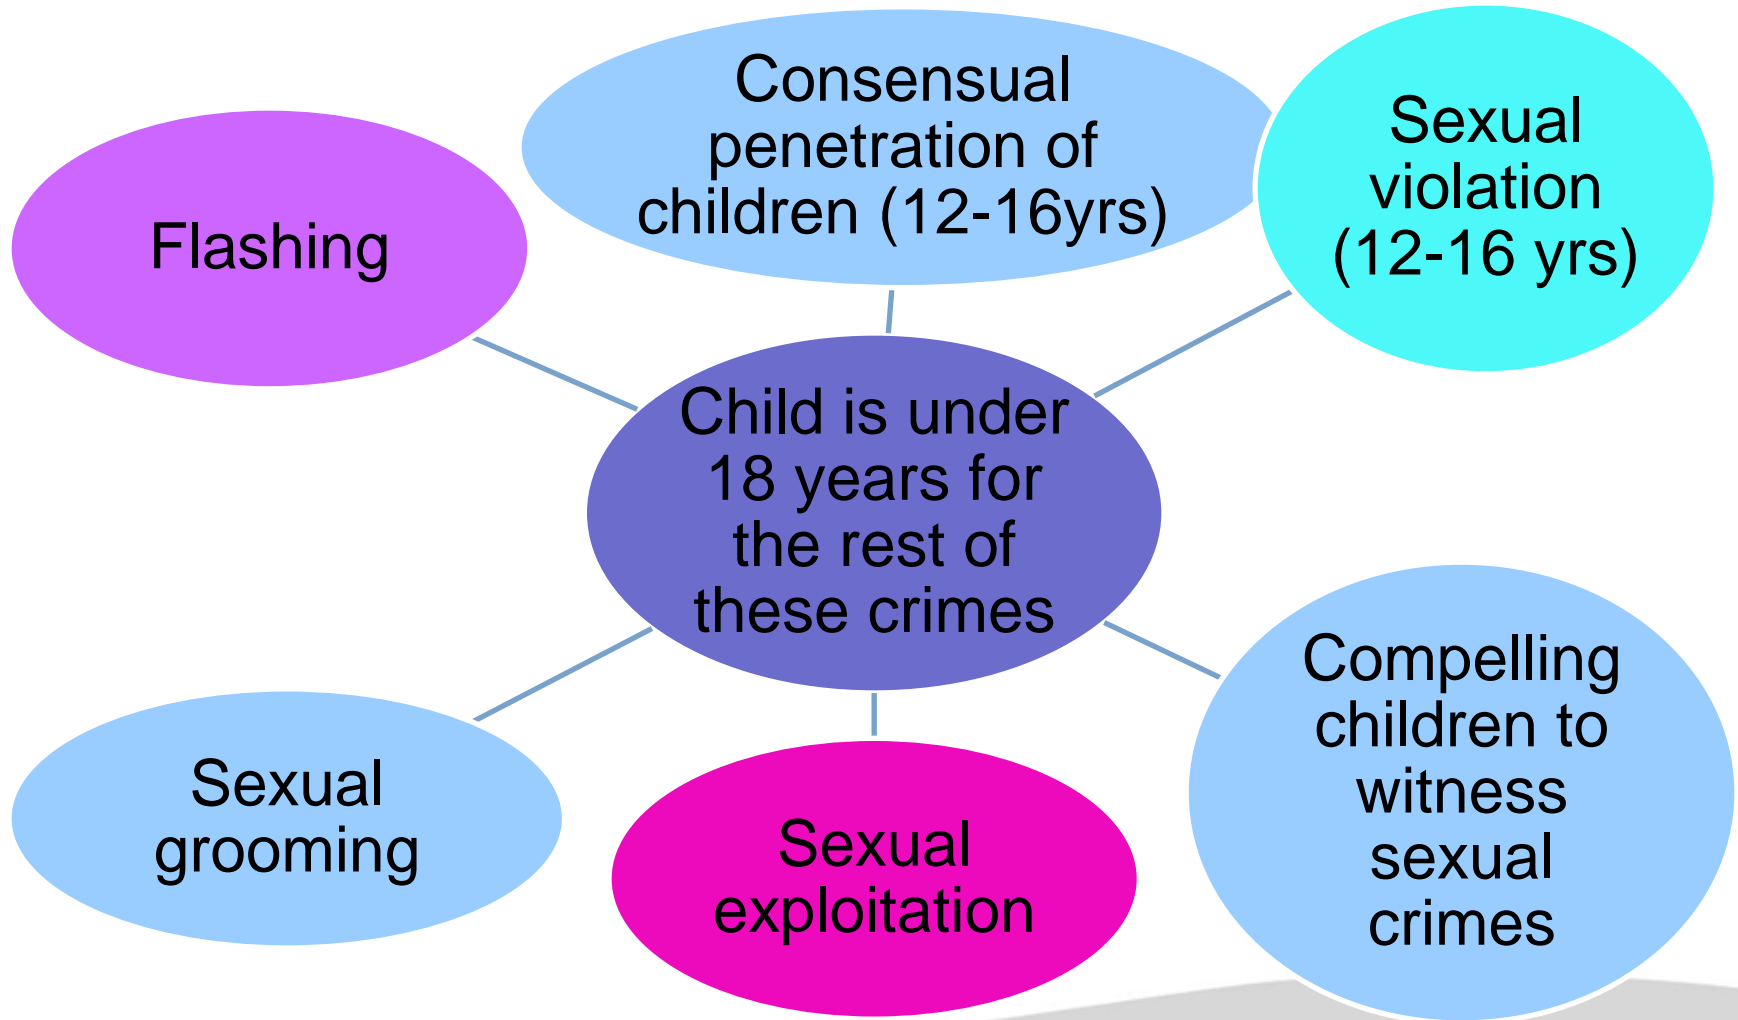 Consensual
penetration of
children (12-16yrs)
Sexual
violation
(12-16 yrs)
Flashing
Child is under
18 years for
the rest of
these crimes
Compelling
children to
witness
sexual
crimes
Sexual
grooming
Sexual
exploitation